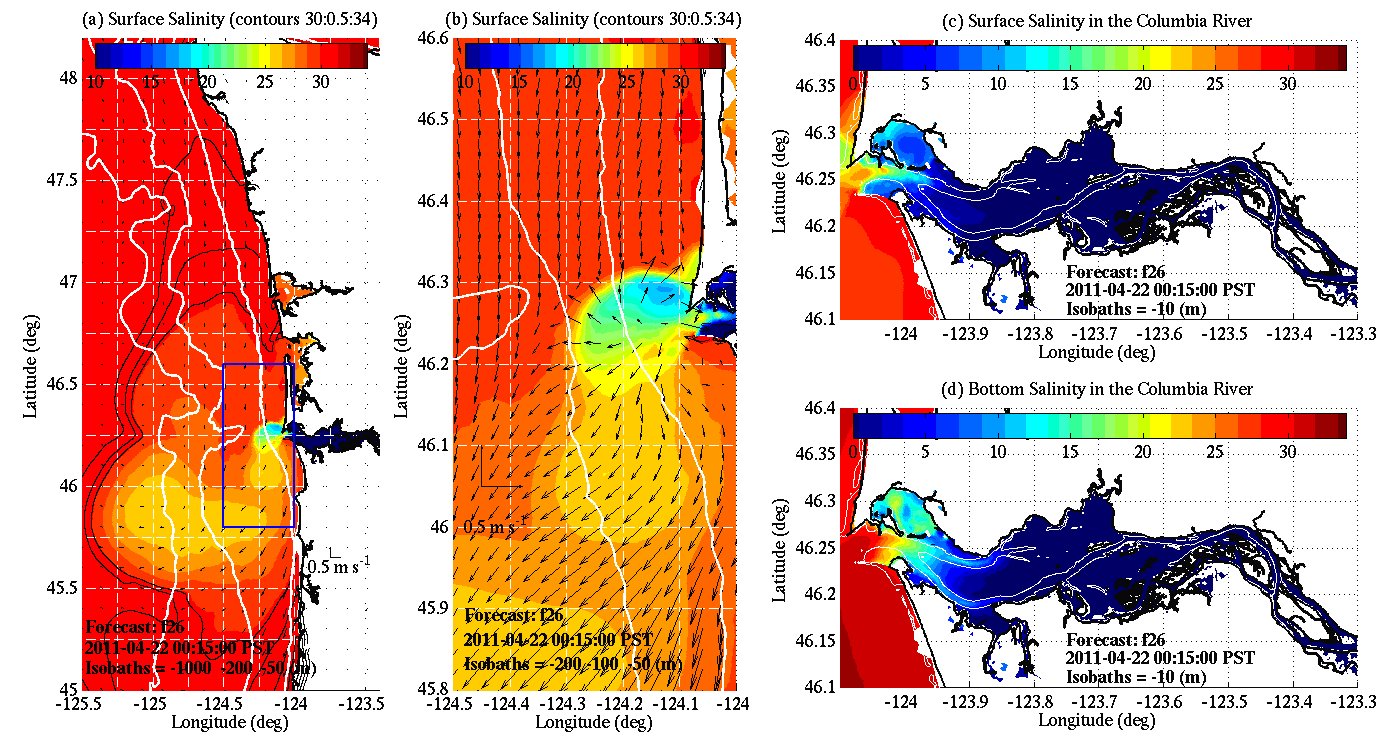 (a) Surface Salinity (contours 30:0.5:34)
10 15 20 25 30
48
47.5
47
46.5
46
45.5
45
Latitude (deg)
0.5 m s-1
Forecast: f26
2011-04-22 00:15:00 PST
Isobaths = -1000 -200 -50 (m)
-125.5 -125 -124.5 -124 -123.5
Longitude (deg)
(b) Surface Salinity (contours 30:0.5:34)
10 15 20 25 30
46.6
46.5
46.4
46.3
46.2
46.1
46
45.9
45.8
Latitude (deg)
0.5 m s-1
Forecast: f26
2011-04-22 00:15:00 PST
Isobaths = -200 -100 -50 (m)
-124.5 -124.4 -124.3 -124.2 -124.1 -124
Longitude (deg)
(c) Surface Salinity in the Columbia River
0 5 10 15 20 25 30
46.4
46.35
46.3
46.25
46.2
46.15
46.1
Latitude (deg)
Forecast: f26
2011-04-22 00:15:00 PST
Isobaths = -10 (m)
-124 -123.9 -123.8 -123.7 -123.6 -123.5 -123.4 -123.3
Longitude (deg)
(d) Bottom Salinity in the Columbia River
0 5 10 15 20 25 30
46.4
46.35
46.3
46.25
46.2
46.15
46.1
Latitude (deg)
Forecast: f26
2011-04-22 00:15:00 PST
Isobaths = -10 (m)
-124 -123.9 -123.8 -123.7 -123.6 -123.5 -123.4 -123.3
Longitude (deg)